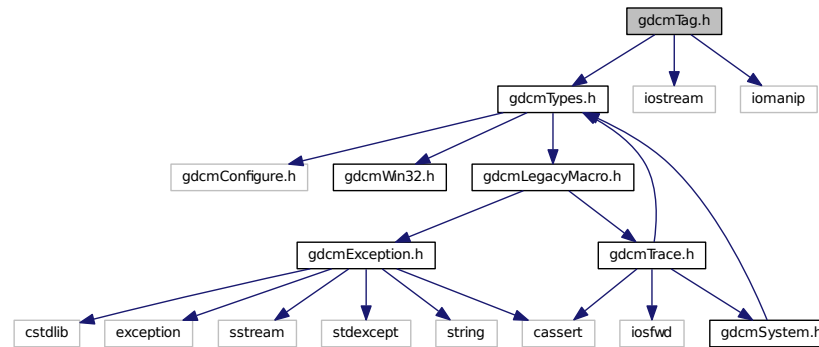 gdcmTag.h
gdcmTypes.h
iostream
iomanip
gdcmConfigure.h
gdcmWin32.h
gdcmLegacyMacro.h
gdcmException.h
gdcmTrace.h
cstdlib
exception
sstream
stdexcept
string
cassert
iosfwd
gdcmSystem.h